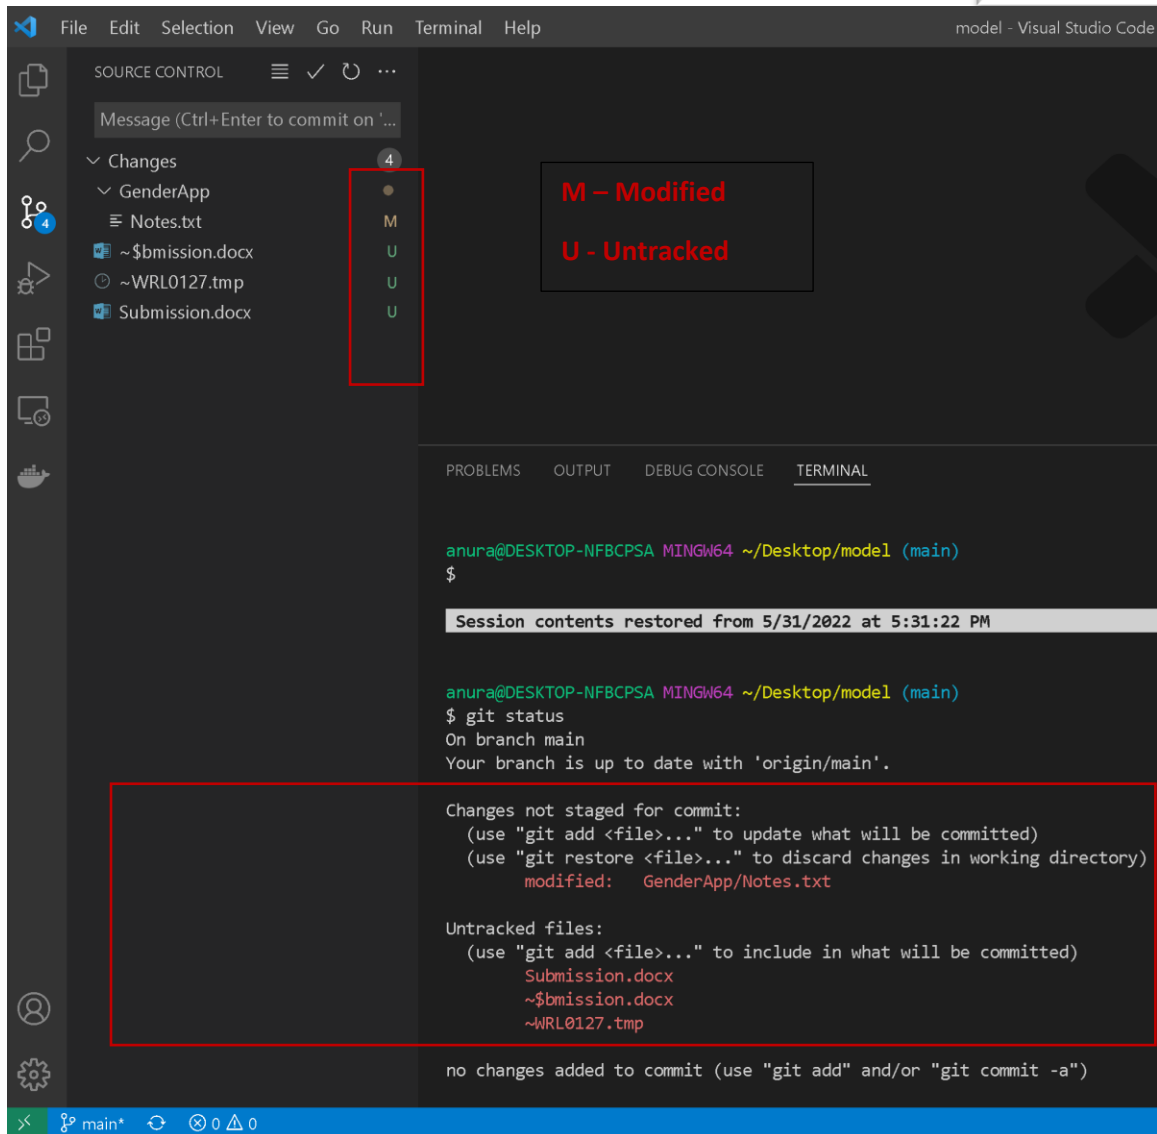 File Edit Selection View Go Run Terminal Help model - Visual Studio Code
SOURCE CONTROL
Message (Ctrl+Enter to commit on '...
Changes 4
GenderApp
Notes.txt M
~$bmission.docx U
~WRL0127.tmp U
Submission.docx U
4
M – Modified
U - Untracked
PROBLEMS OUTPUT DEBUG CONSOLE TERMINAL
anura@DESKTOP-NFBCPSA MINGW64 ~/Desktop/model (main)
$
Session contents restored from 5/31/2022 at 5:31:22 PM
anura@DESKTOP-NFBCPSA MINGW64 ~/Desktop/model (main)
$ git status
On branch main
Your branch is up to date with 'origin/main'.
Changes not staged for commit:
(use "git add <file>..." to update what will be committed)
(use "git restore <file>..." to discard changes in working directory)
modified: GenderApp/Notes.txt
Untracked files:
(use "git add <file>..." to include in what will be committed)
Submission.docx
~$bmission.docx
~WRL0127.tmp
no changes added to commit (use "git add" and/or "git commit -a")
main* 0 0